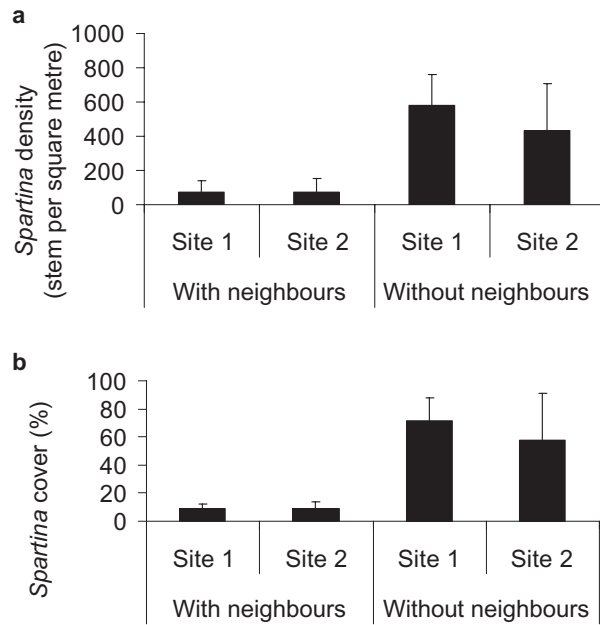 a
Spartina density
(stem per square metre)
1000
800
600
400
200
0
Site 1 Site 2 Site 1 Site 2
With neighbours Without neighbours
b
Spartina cover (%)
100
80
60
40
20
0
Site 1 Site 2 Site 1 Site 2
With neighbours Without neighbours